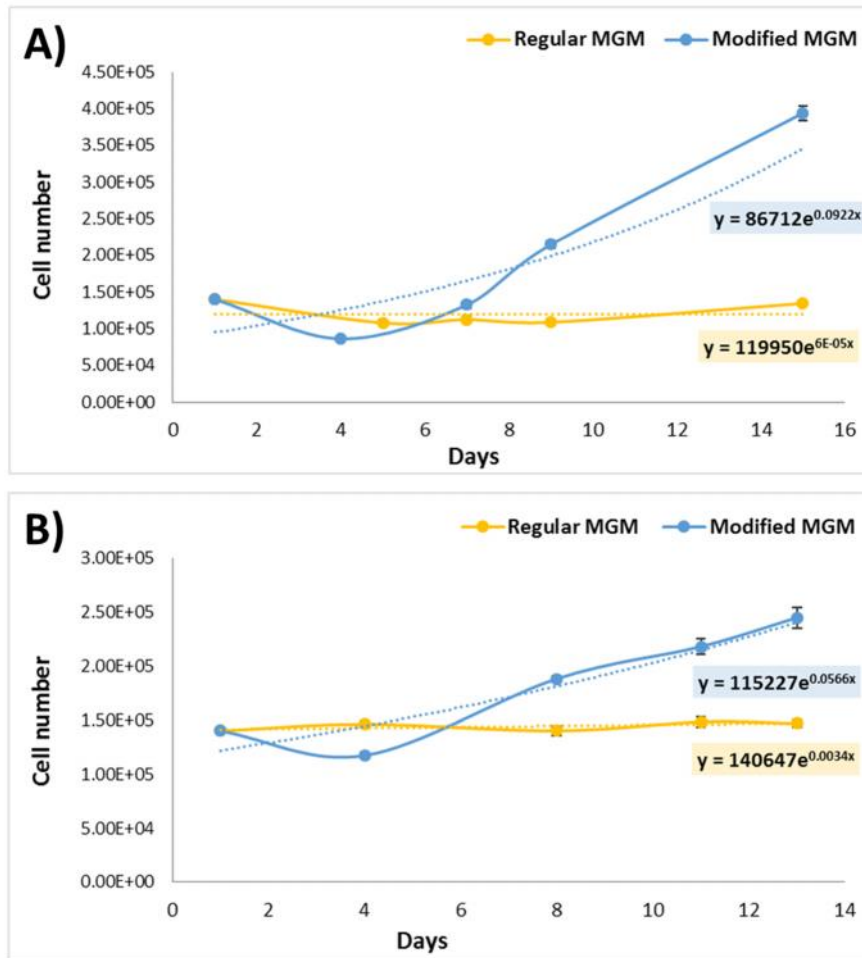 A)
Regular MGM Modified MGM
4.50E+05
4.00E+05
3.50E+05
3.00E+05
2.50E+05
2.00E+05
1.50E+05
1.00E+05
5.00E+04
0.00E+00
Cell number
y = 86712e^0.0922x
y = 119950e^6E-05x
0 2 4 6 8 10 12 14 16
Days
B)
Regular MGM Modified MGM
3.00E+05
2.50E+05
2.00E+05
1.50E+05
1.00E+05
5.00E+04
0.00E+00
Cell number
y = 115227e^0.0566x
y = 140647e^0.0034x
0 2 4 6 8 10 12 14
Days